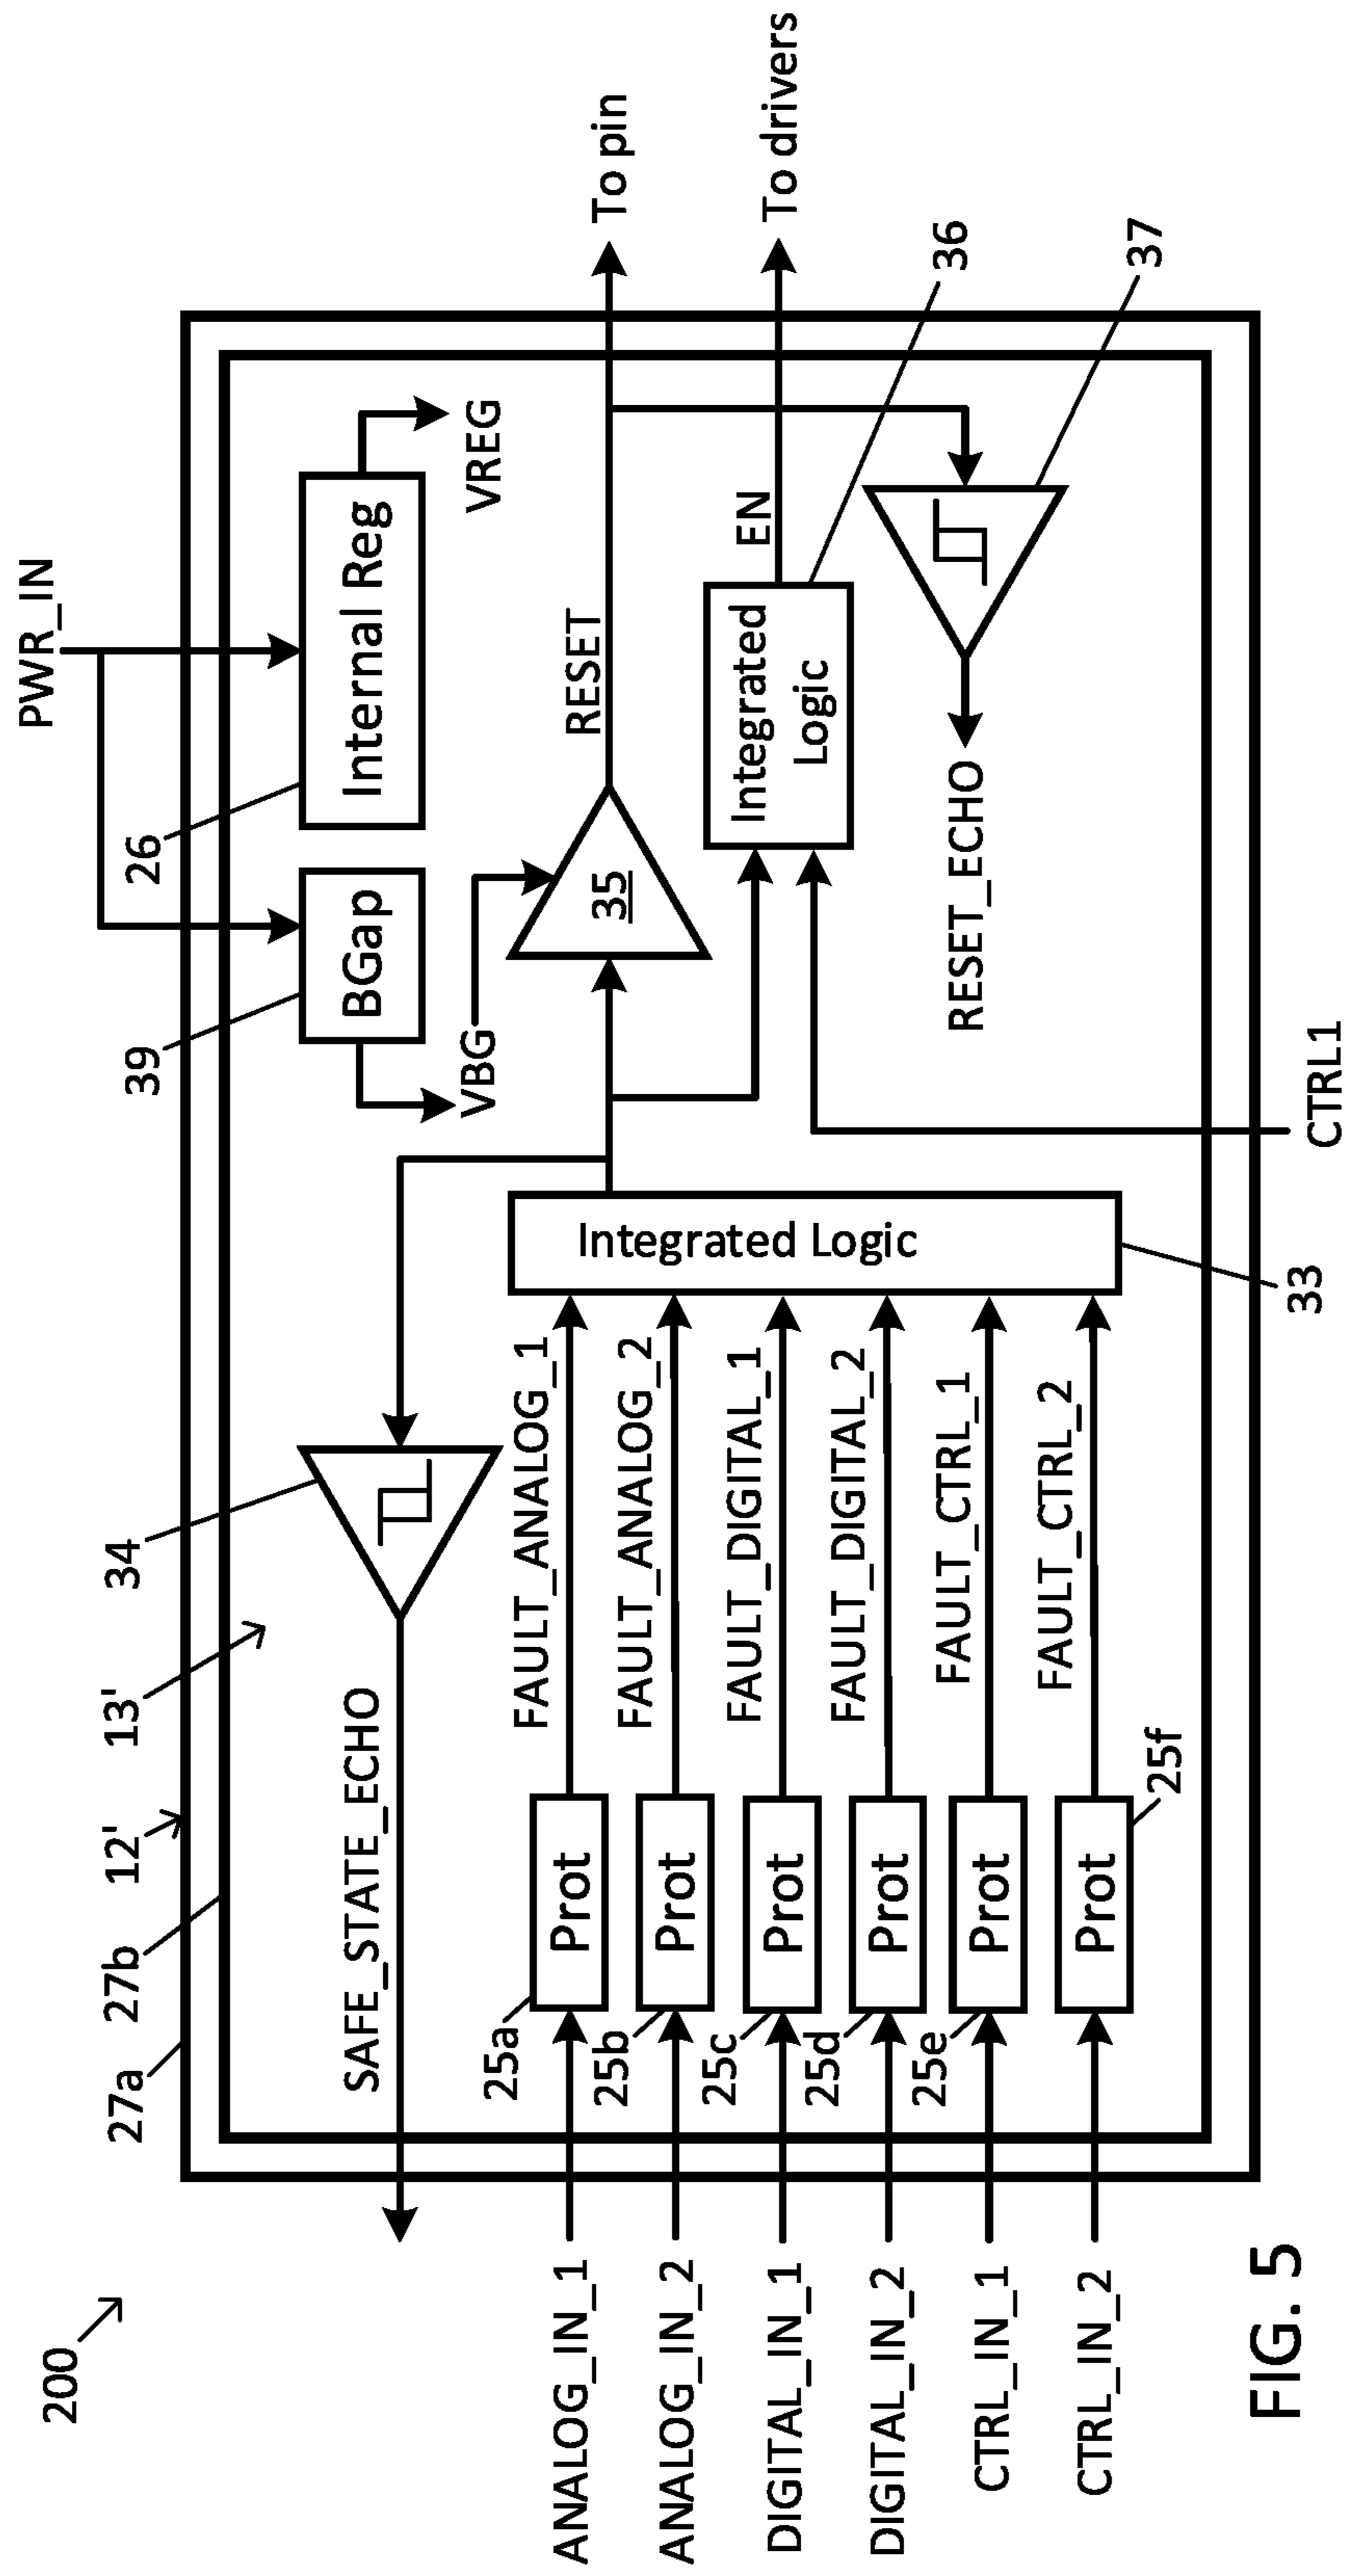 200
27a
27b
12'
13'
34
39
26
PWR_IN
BGap
Internal Reg
VREG
VBG
SAFE_STATE_ECHO
35
RESET
To pin
ANALOG_IN_1
25a
Prot
FAULT_ANALOG_1
ANALOG_IN_2
25b
Prot
FAULT_ANALOG_2
DIGITAL_IN_1
25c
Prot
FAULT_DIGITAL_1
DIGITAL_IN_2
25d
Prot
FAULT_DIGITAL_2
CTRL_IN_1
25e
Prot
FAULT_CTRL_1
CTRL_IN_2
25f
Prot
FAULT_CTRL_2
Integrated Logic
33
Integrated
Logic
EN
To drivers
36
37
RESET_ECHO
CTRL1
FIG. 5